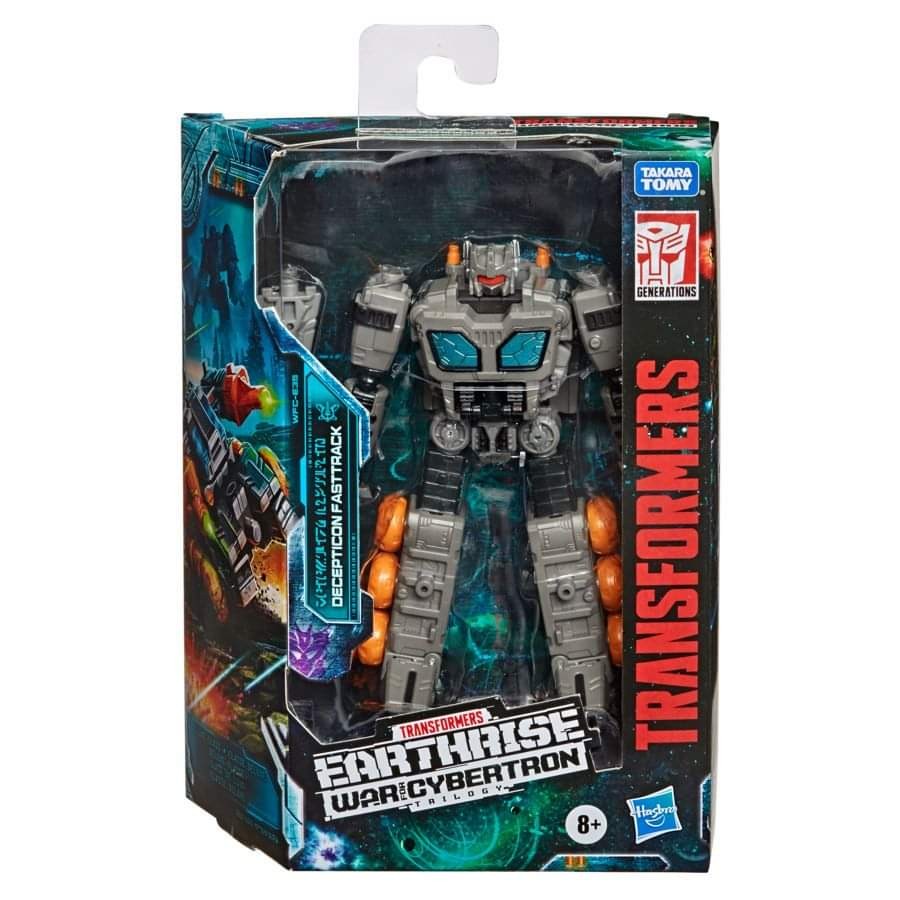 TAKARA
TOMY
GENERATIONS
TRANSFORMERS
WFC-E35
DECEPTICON FASTTRACK
TRANSFORMERS
EARTHRISE
WAR FOR CYBERTRON
TRILOGY
8+
Hasbro